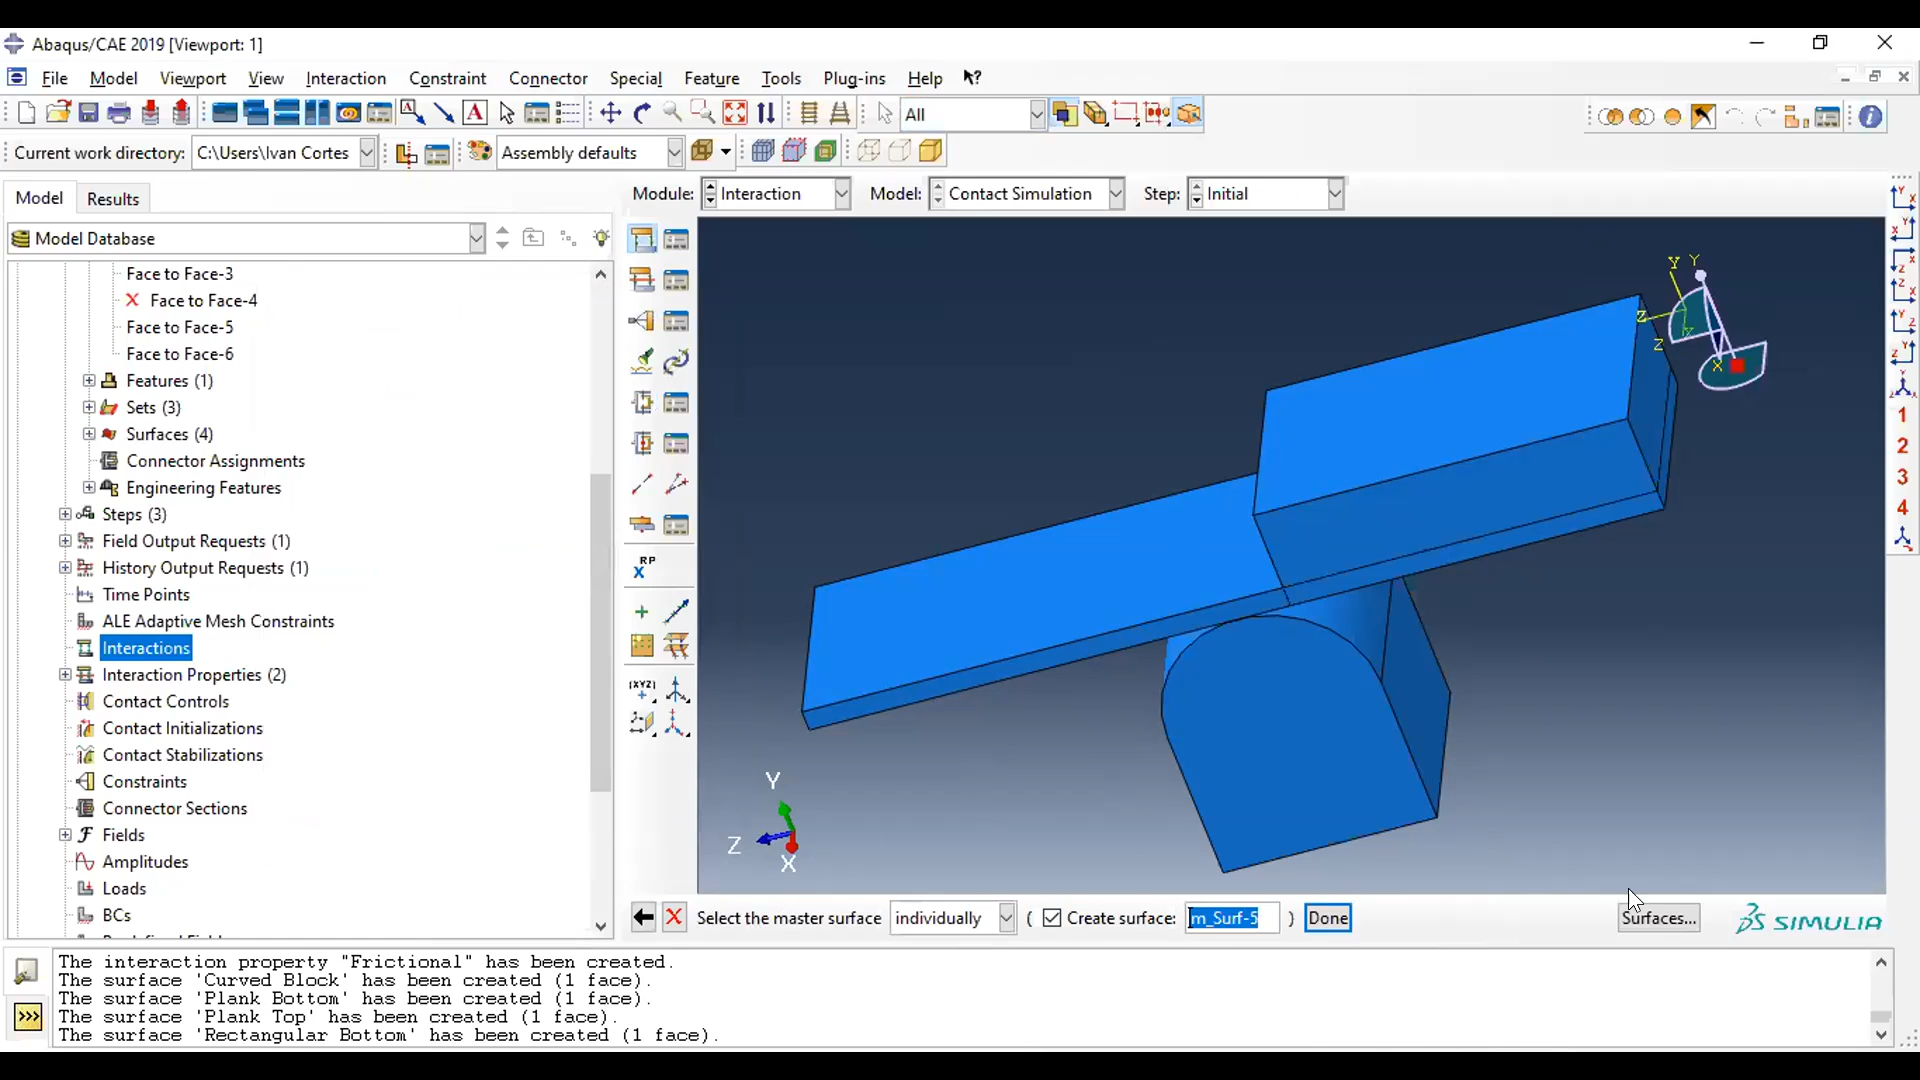 Abaqus/CAE 2019 [Viewport: 1]
File Model Viewport View Interaction Constraint Connector Special Feature Tools Plug-ins Help
All
Current work directory: C:\Users\Ivan Cortes Assembly defaults
Model Results
Module: Interaction Model: Contact Simulation Step: Initial
Model Database
Face to Face-3
X Face to Face-4
Face to Face-5
Face to Face-6
Features (1)
Sets (3)
Surfaces (4)
Connector Assignments
Engineering Features
Steps (3)
Field Output Requests (1)
History Output Requests (1)
Time Points
ALE Adaptive Mesh Constraints
Interactions
Interaction Properties (2)
Contact Controls
Contact Initializations
Contact Stabilizations
Constraints
Connector Sections
Fields
Amplitudes
Loads
BCs
RP
(XYZ)
Y Y
Z
Z
X
Y
Z
X
1
2
3
4
Select the master surface individually ( Create surface: m_Surf-5 ) Done Surfaces... SIMULIA
The interaction property "Frictional" has been created.
The surface 'Curved Block' has been created (1 face).
The surface 'Plank Bottom' has been created (1 face).
The surface 'Plank Top' has been created (1 face).
The surface 'Rectangular Bottom' has been created (1 face).
>>>